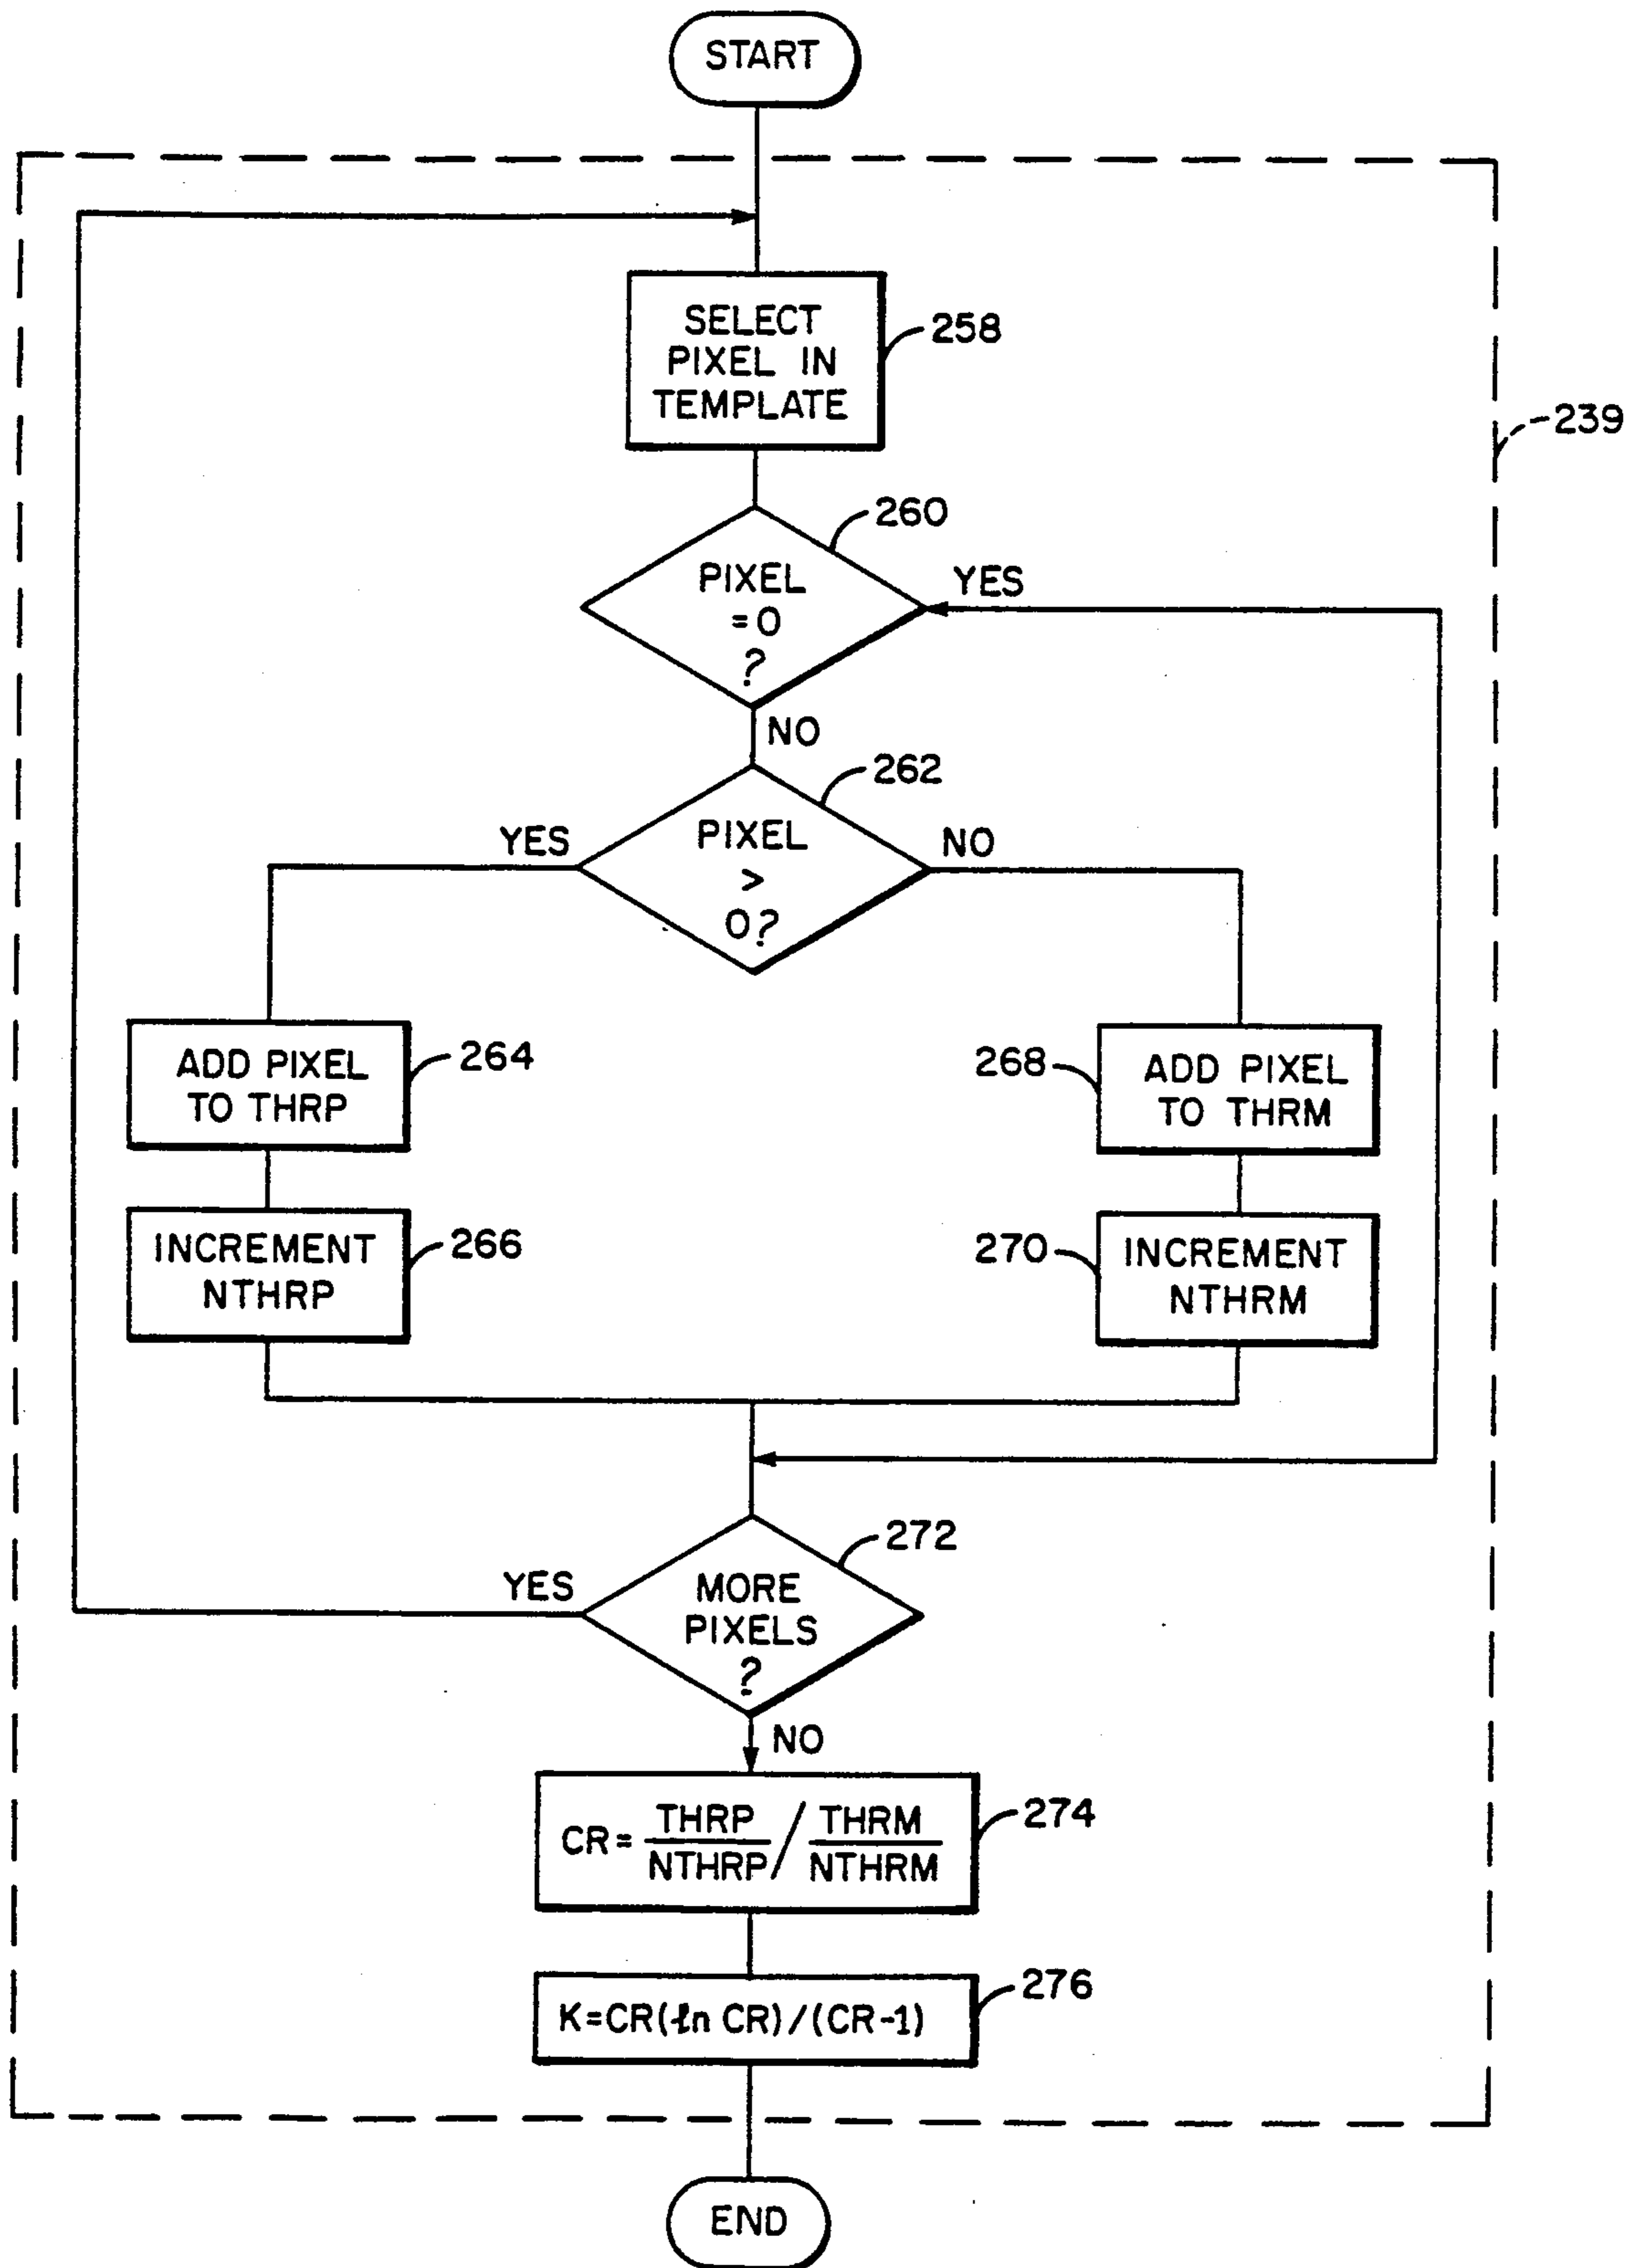 START
SELECT
PIXEL IN
TEMPLATE
258
239
260
PIXEL
=0
?
YES
NO
262
PIXEL
>
0?
YES
NO
ADD PIXEL
TO THRP
264
268
ADD PIXEL
TO THRM
INCREMENT
NTHRP
266
270
INCREMENT
NTHRM
272
MORE
PIXELS
?
YES
NO
CR = THRP / THRM
NTHRP NTHRM
274
K=CR(ln CR)/(CR-1)
276
END